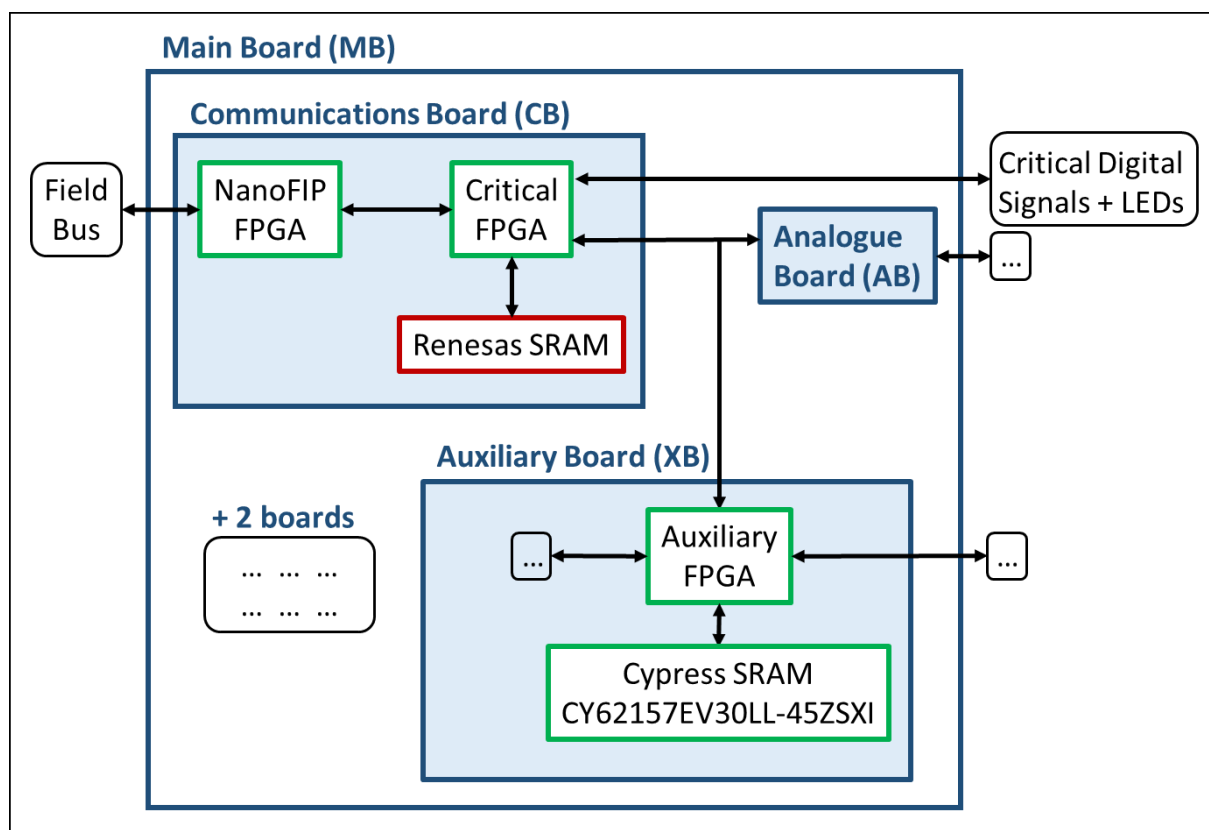 Main Board (MB)
Communications Board (CB)
Field
Bus
NanoFIP
FPGA
Critical
FPGA
Renesas SRAM
Critical Digital
Signals + LEDs
Analogue
Board (AB)
...
Auxiliary Board (XB)
+ 2 boards
... ... ...
... ... ...
...
Auxiliary
FPGA
...
Cypress SRAM
CY62157EV30LL-45ZSXI